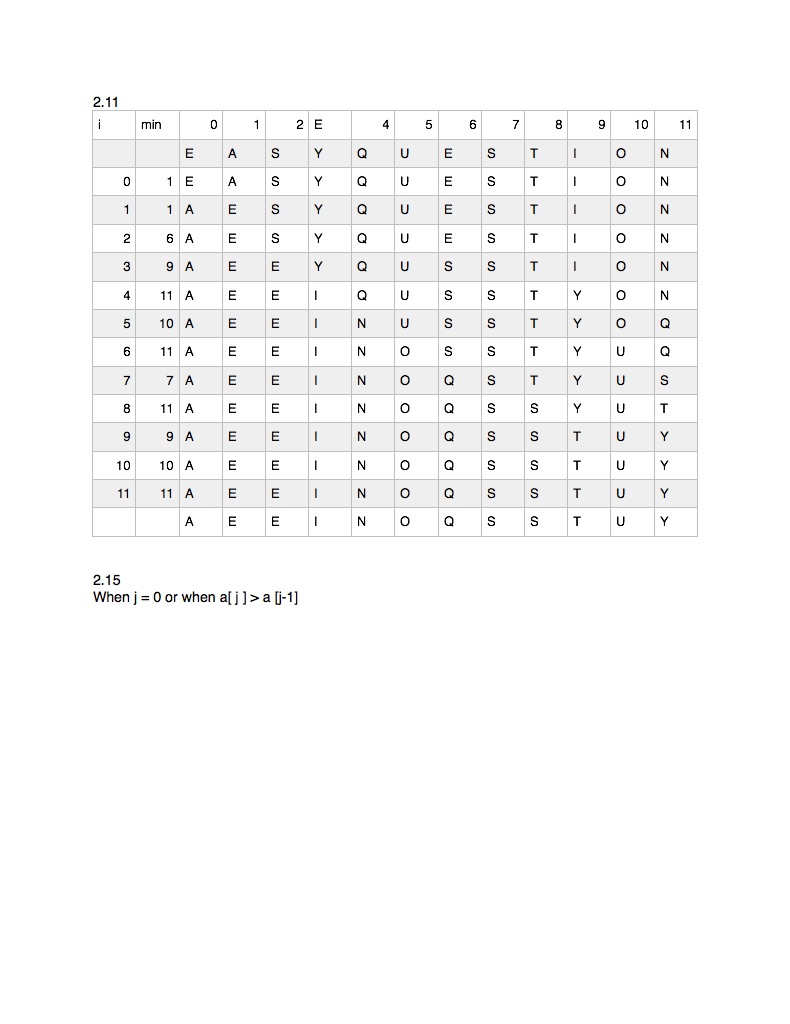 2.11
i min 0 1 2 E 4 5 6 7 8 9 10 11
E A S Y Q U E S T I O N
0 1 E A S Y Q U E S T I O N
1 1 A E S Y Q U E S T I O N
2 6 A E S Y Q U E S T I O N
3 9 A E E Y Q U S S T I O N
4 11 A E E I Q U S S T Y O N
5 10 A E E I N U S S T Y O Q
6 11 A E E I N O S S T Y U Q
7 7 A E E I N O Q S T Y U S
8 11 A E E I N O Q S S Y U T
9 9 A E E I N O Q S S T U Y
10 10 A E E I N O Q S S T U Y
11 11 A E E I N O Q S S T U Y
A E E I N O Q S S T U Y
2.15
When j = 0 or when a[ j ] > a [j-1]